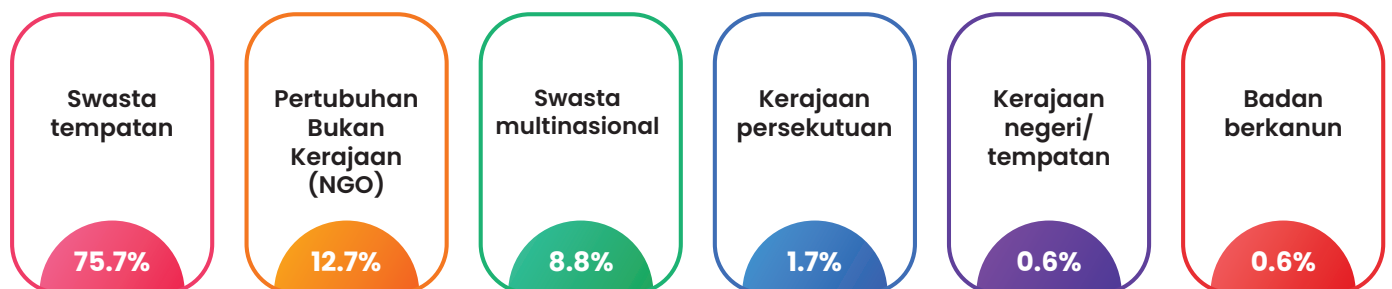 Swasta
tempatan
75.7%
Pertubuhan
Bukan
Kerajaan
(NGO)
12.7%
Swasta
multinasional
8.8%
Kerajaan
persekutuan
1.7%
Kerajaan
negeri/
tempatan
0.6%
Badan
berkanun
0.6%